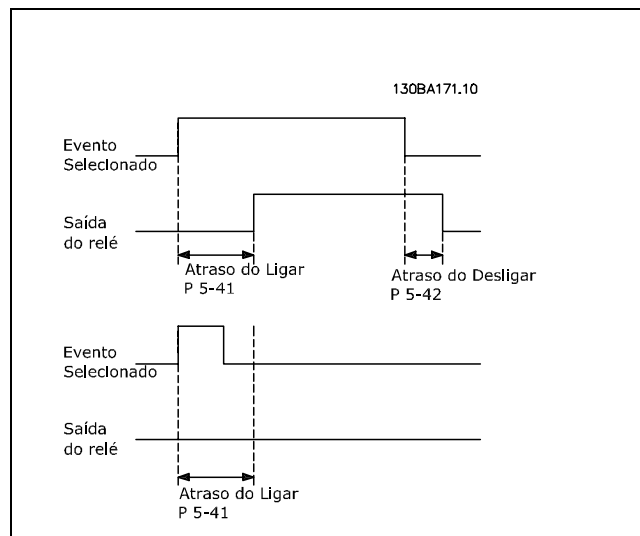 130BA171.10
Evento
Selecionado
Saída
do relé
Atraso do Ligar
P 5-41
Atraso do Desligar
P 5-42
Evento
Selecionado
Saída
do relé
Atraso do Ligar
P 5-41